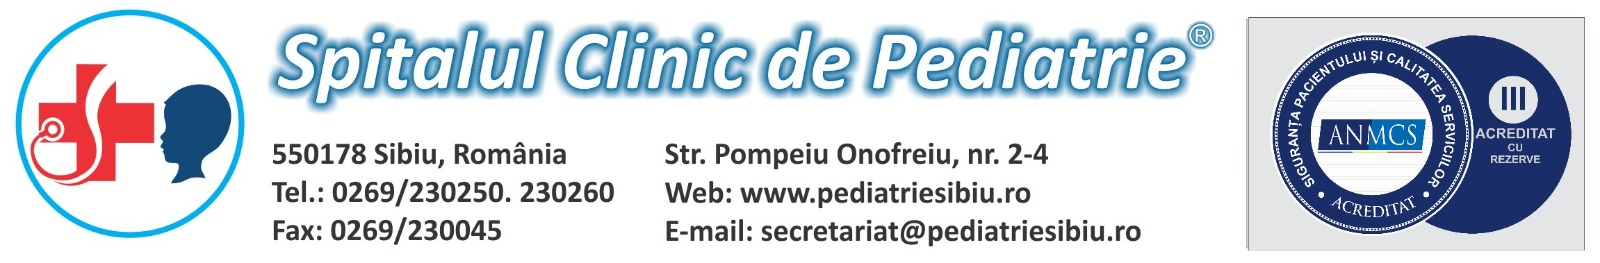 Spitalul Clinic de Pediatrie®
550178 Sibiu, România
Tel.: 0269/230250. 230260
Fax: 0269/230045
Str. Pompeiu Onofreiu, nr. 2-4
Web: www.pediatriesibiu.ro
E-mail: secretariat@pediatriesibiu.ro
SIGURANȚA PACIENTULUI ȘI CALITATEA SERVICIILOR
ANMCS
• ACREDITAT •
III
ACREDITAT
CU
REZERVE